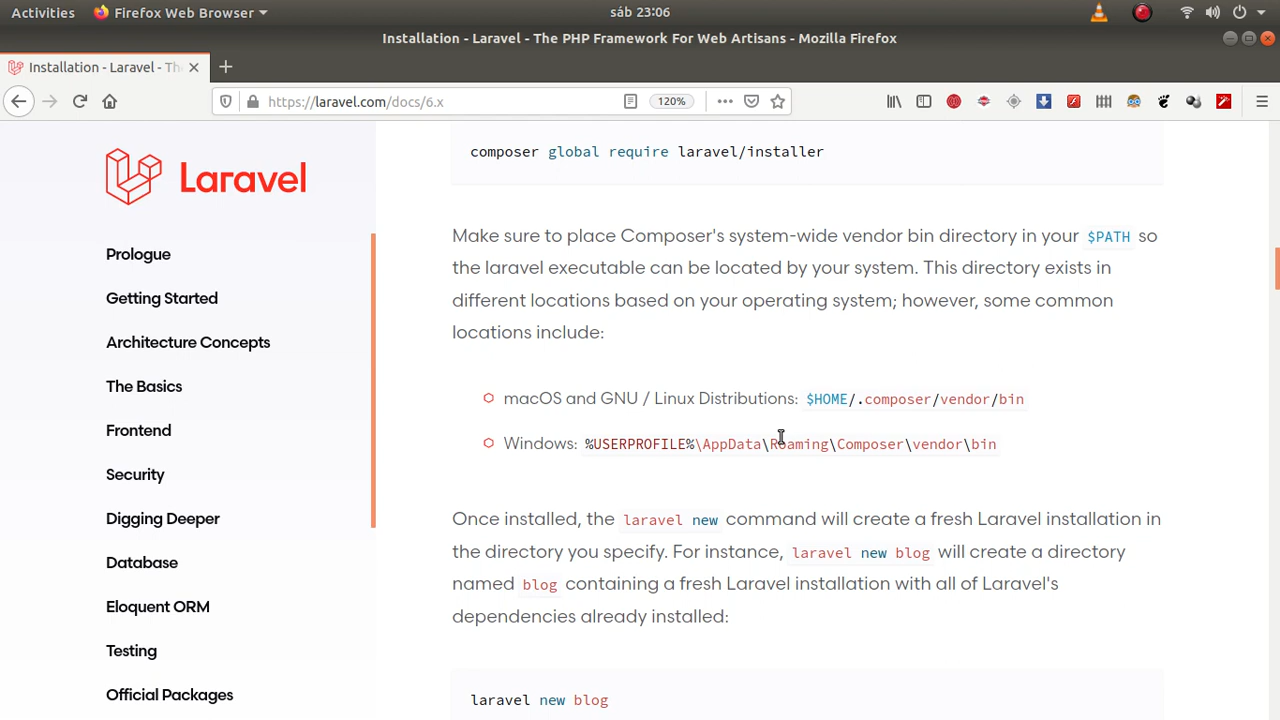 Activities
Firefox Web Browser
sáb 23:06
Installation - Laravel - The PHP Framework For Web Artisans - Mozilla Firefox
Installation - Laravel - Th
https://laravel.com/docs/6.x
120%
Laravel
Prologue
Getting Started
Architecture Concepts
The Basics
Frontend
Security
Digging Deeper
Database
Eloquent ORM
Testing
Official Packages
composer global require laravel/installer
Make sure to place Composer's system-wide vendor bin directory in your $PATH so
the laravel executable can be located by your system. This directory exists in
different locations based on your operating system; however, some common
locations include:
macOS and GNU / Linux Distributions: $HOME/.composer/vendor/bin
Windows: %USERPROFILE%\AppData\Roaming\Composer\vendor\bin
Once installed, the laravel new command will create a fresh Laravel installation in
the directory you specify. For instance, laravel new blog will create a directory
named blog containing a fresh Laravel installation with all of Laravel's
dependencies already installed:
laravel new blog